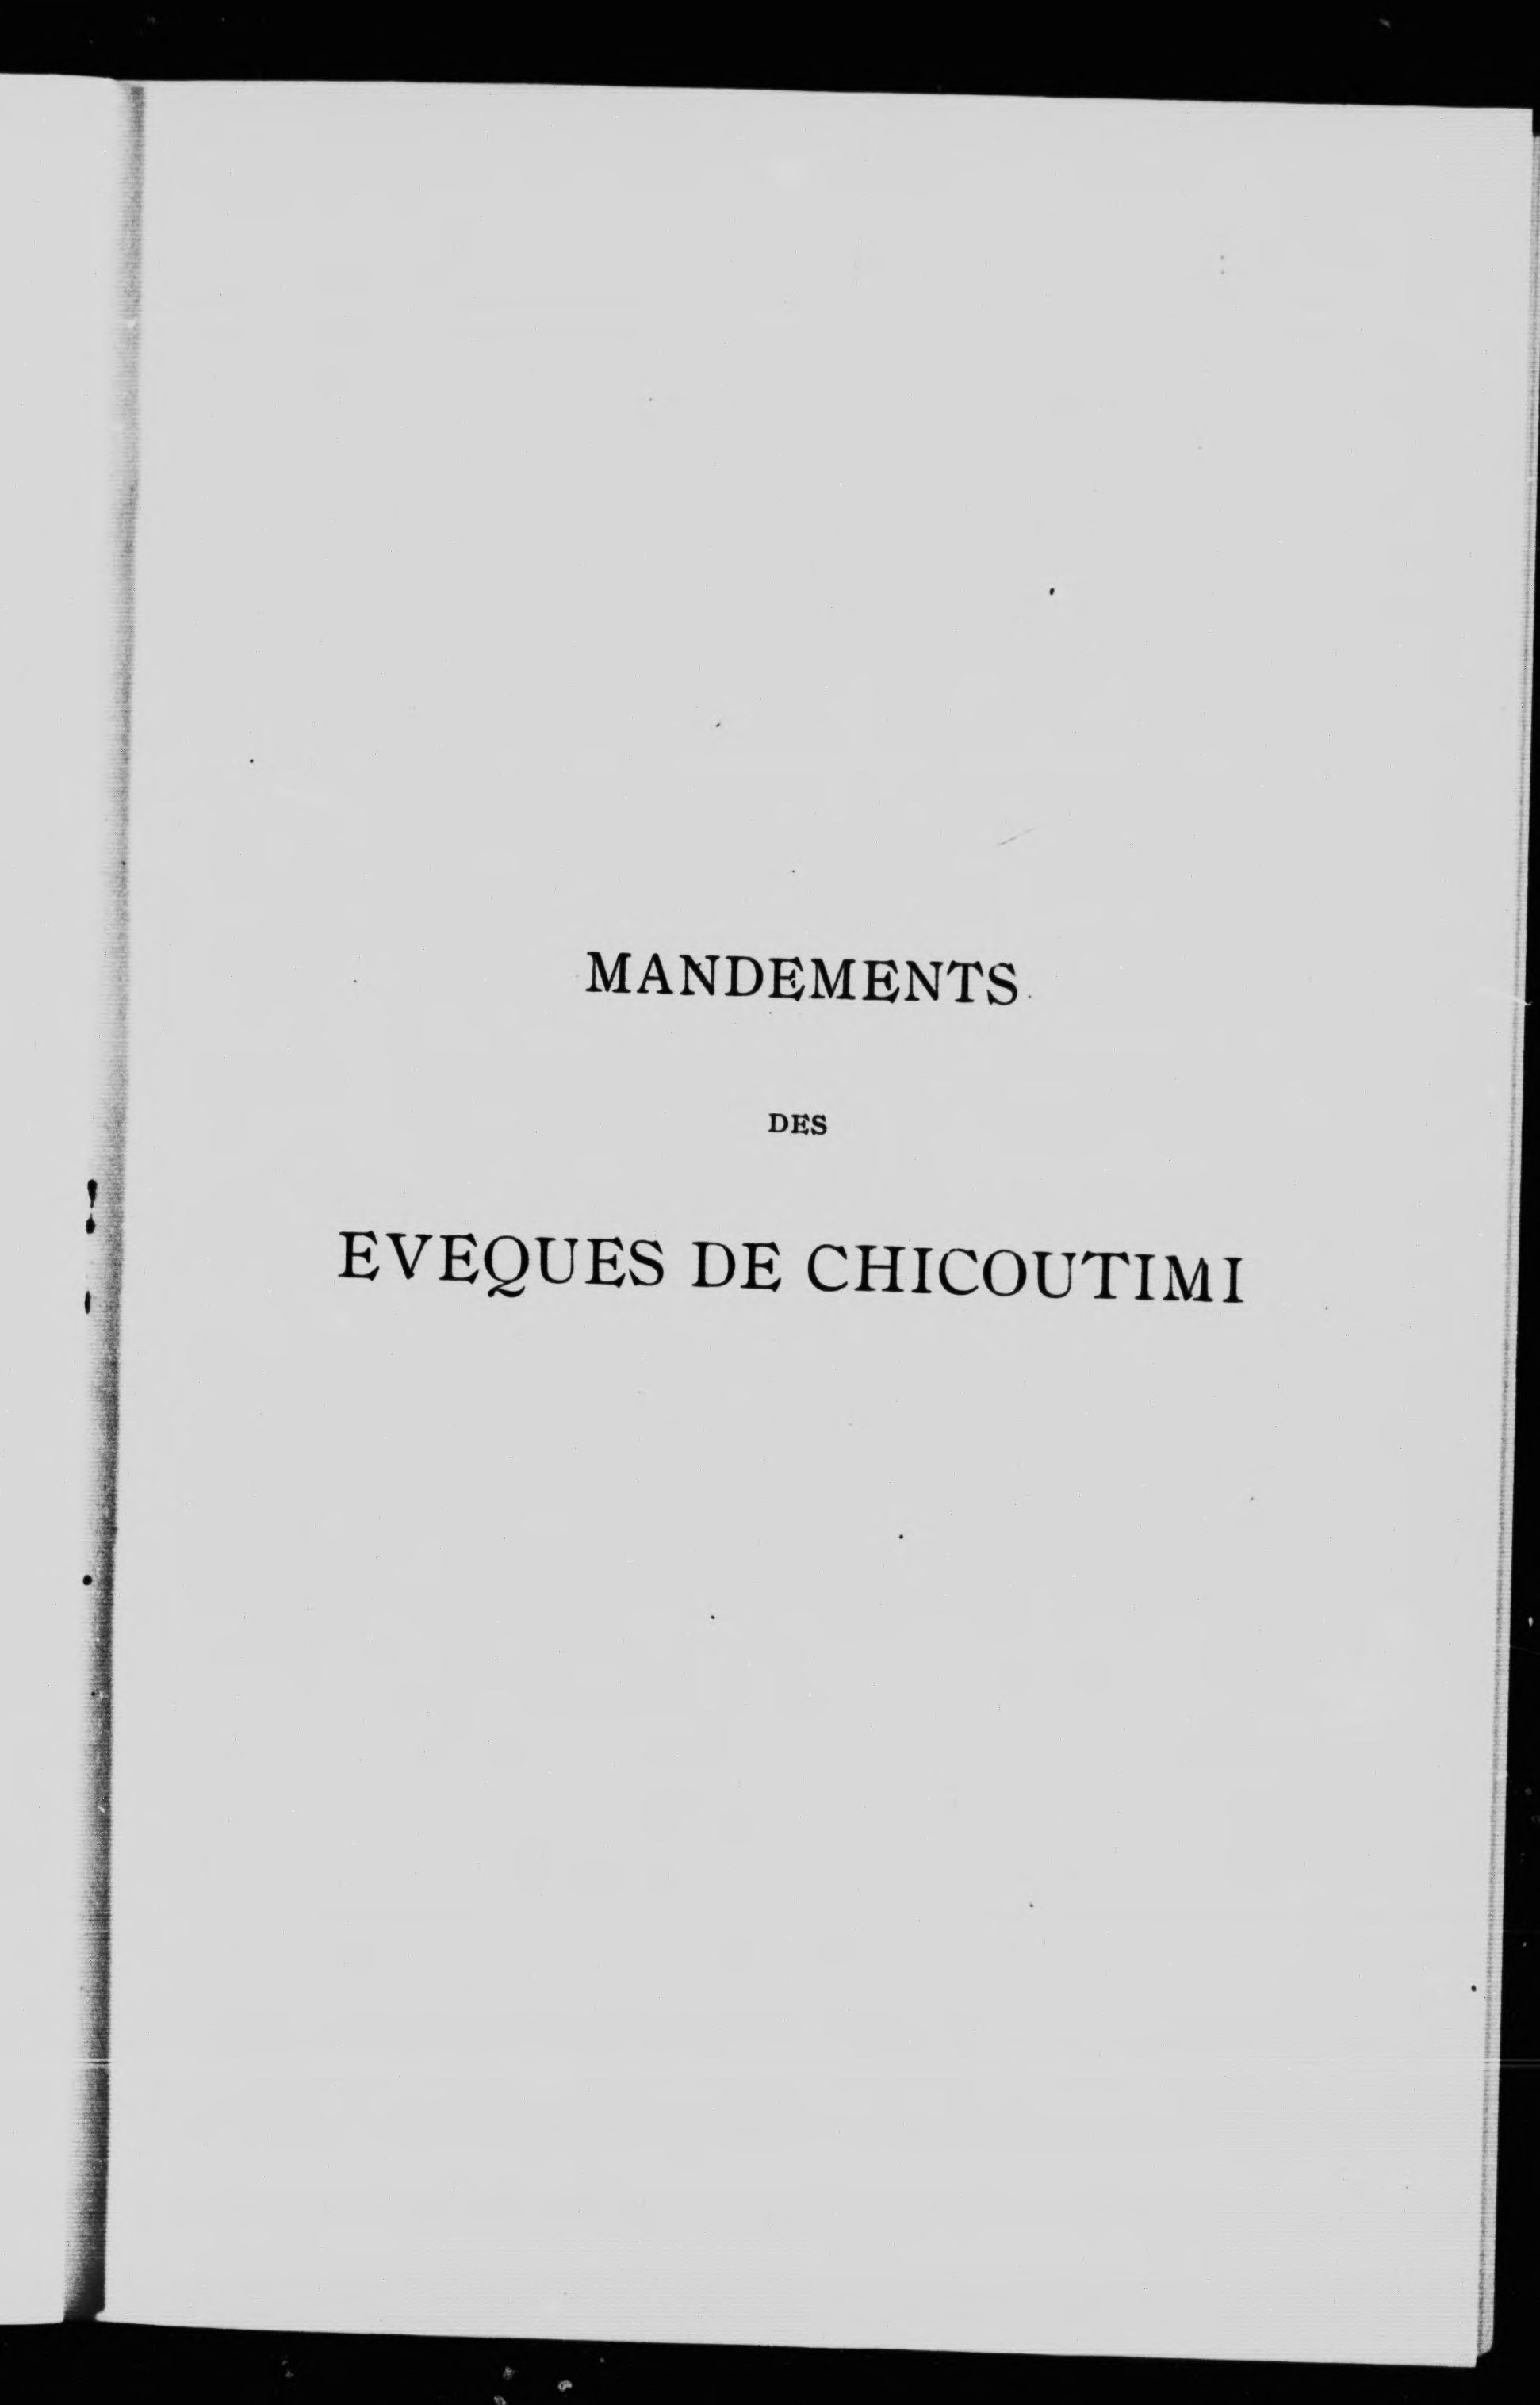 MANDEMENTS
DES
EVEQUES DE CHICOUTIMI